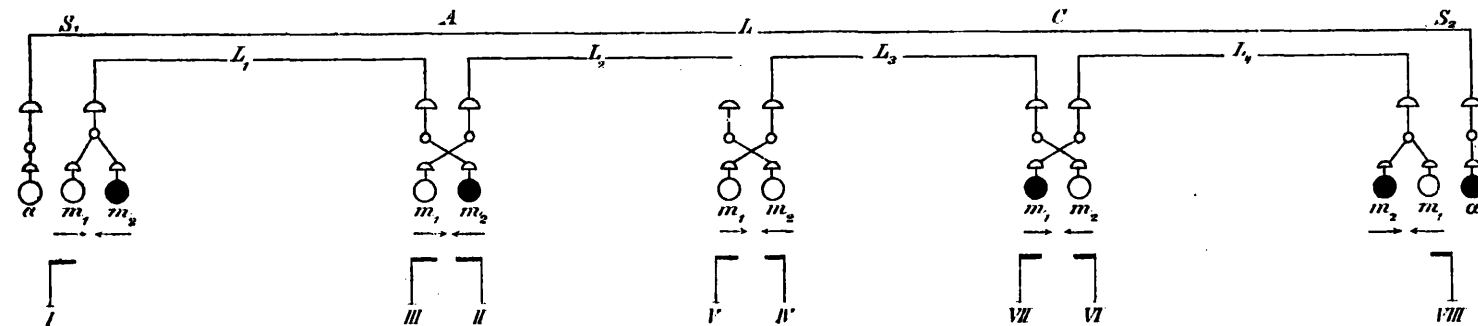 S₁ A L C S₂
L₁ L₂ L₃ L₄
a m₁ m₂ m₁ m₂ m₁ m₂ m₁ m₂ m₂ m₁ a
I III II V IV VII VI VIII